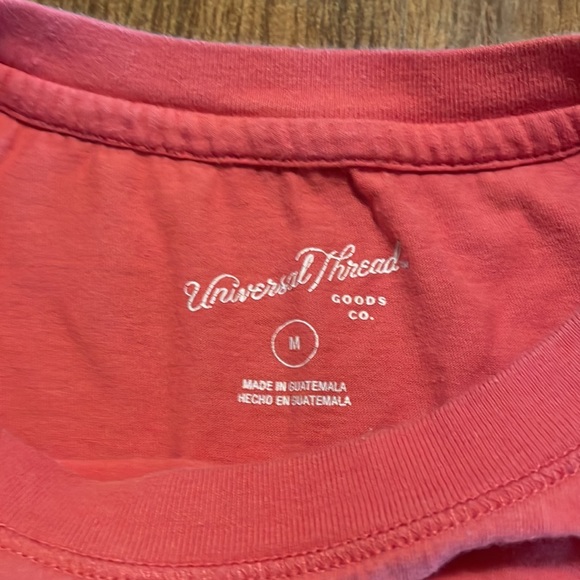 Universal Thread
GOODS
CO.
M
MADE IN GUATEMALA
HECHO EN GUATEMALA